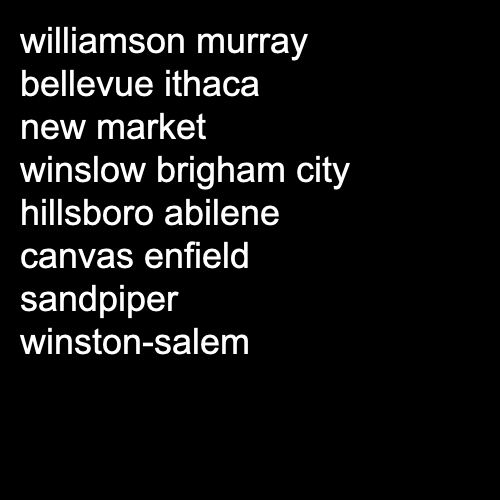 williamson murray
bellevue ithaca
new market
winslow brigham city
hillsboro abilene
canvas enfield
sandpiper
winston-salem